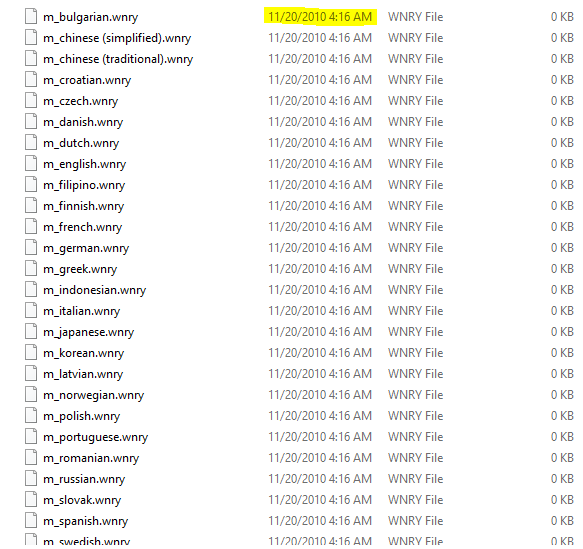 m_bulgarian.wnry 11/20/2010 4:16 AM WNRY File 0 KB
m_chinese (simplified).wnry 11/20/2010 4:16 AM WNRY File 0 KB
m_chinese (traditional).wnry 11/20/2010 4:16 AM WNRY File 0 KB
m_croatian.wnry 11/20/2010 4:16 AM WNRY File 0 KB
m_czech.wnry 11/20/2010 4:16 AM WNRY File 0 KB
m_danish.wnry 11/20/2010 4:16 AM WNRY File 0 KB
m_dutch.wnry 11/20/2010 4:16 AM WNRY File 0 KB
m_english.wnry 11/20/2010 4:16 AM WNRY File 0 KB
m_filipino.wnry 11/20/2010 4:16 AM WNRY File 0 KB
m_finnish.wnry 11/20/2010 4:16 AM WNRY File 0 KB
m_french.wnry 11/20/2010 4:16 AM WNRY File 0 KB
m_german.wnry 11/20/2010 4:16 AM WNRY File 0 KB
m_greek.wnry 11/20/2010 4:16 AM WNRY File 0 KB
m_indonesian.wnry 11/20/2010 4:16 AM WNRY File 0 KB
m_italian.wnry 11/20/2010 4:16 AM WNRY File 0 KB
m_japanese.wnry 11/20/2010 4:16 AM WNRY File 0 KB
m_korean.wnry 11/20/2010 4:16 AM WNRY File 0 KB
m_latvian.wnry 11/20/2010 4:16 AM WNRY File 0 KB
m_norwegian.wnry 11/20/2010 4:16 AM WNRY File 0 KB
m_polish.wnry 11/20/2010 4:16 AM WNRY File 0 KB
m_portuguese.wnry 11/20/2010 4:16 AM WNRY File 0 KB
m_romanian.wnry 11/20/2010 4:16 AM WNRY File 0 KB
m_russian.wnry 11/20/2010 4:16 AM WNRY File 0 KB
m_slovak.wnry 11/20/2010 4:16 AM WNRY File 0 KB
m_spanish.wnry 11/20/2010 4:16 AM WNRY File 0 KB
m_swedish.wnry 11/20/2010 4:16 AM WNRY File 0 KB